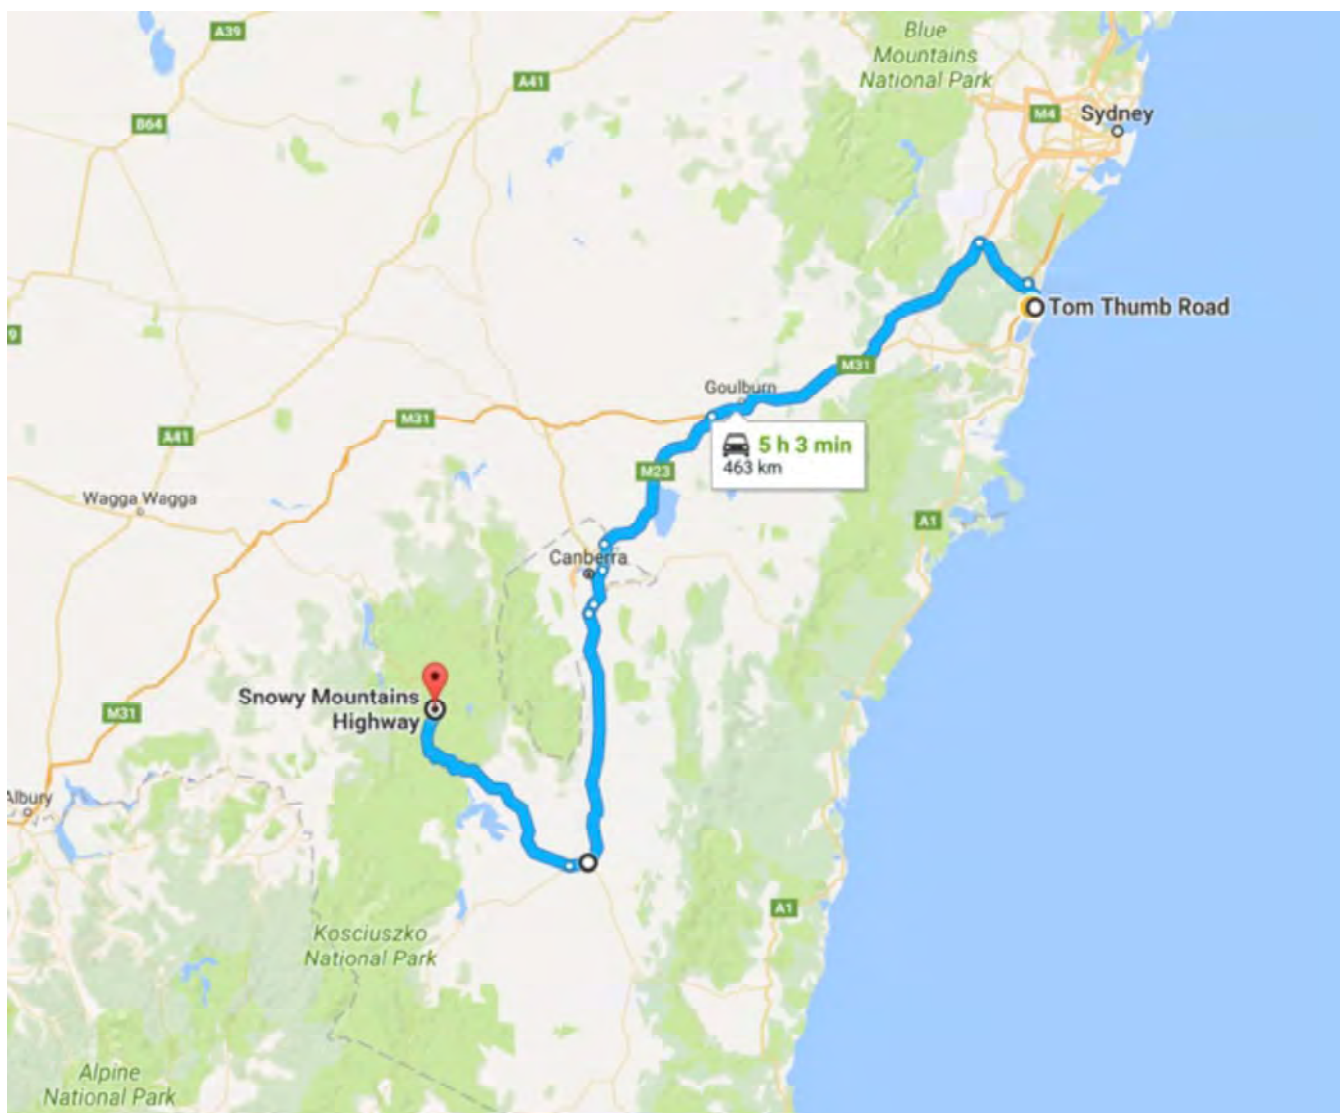 A39
Blue
Mountains
National Park
A41
M4
Sydney
B64
Tom Thumb Road
9
M31
Goulburn
M31
A41
5 h 3 min
463 km
M23
Wagga Wagga
A1
Canberra
Snowy Mountains
Highway
M31
Albury
A1
Kosciuszko
National Park
Alpine
National Park